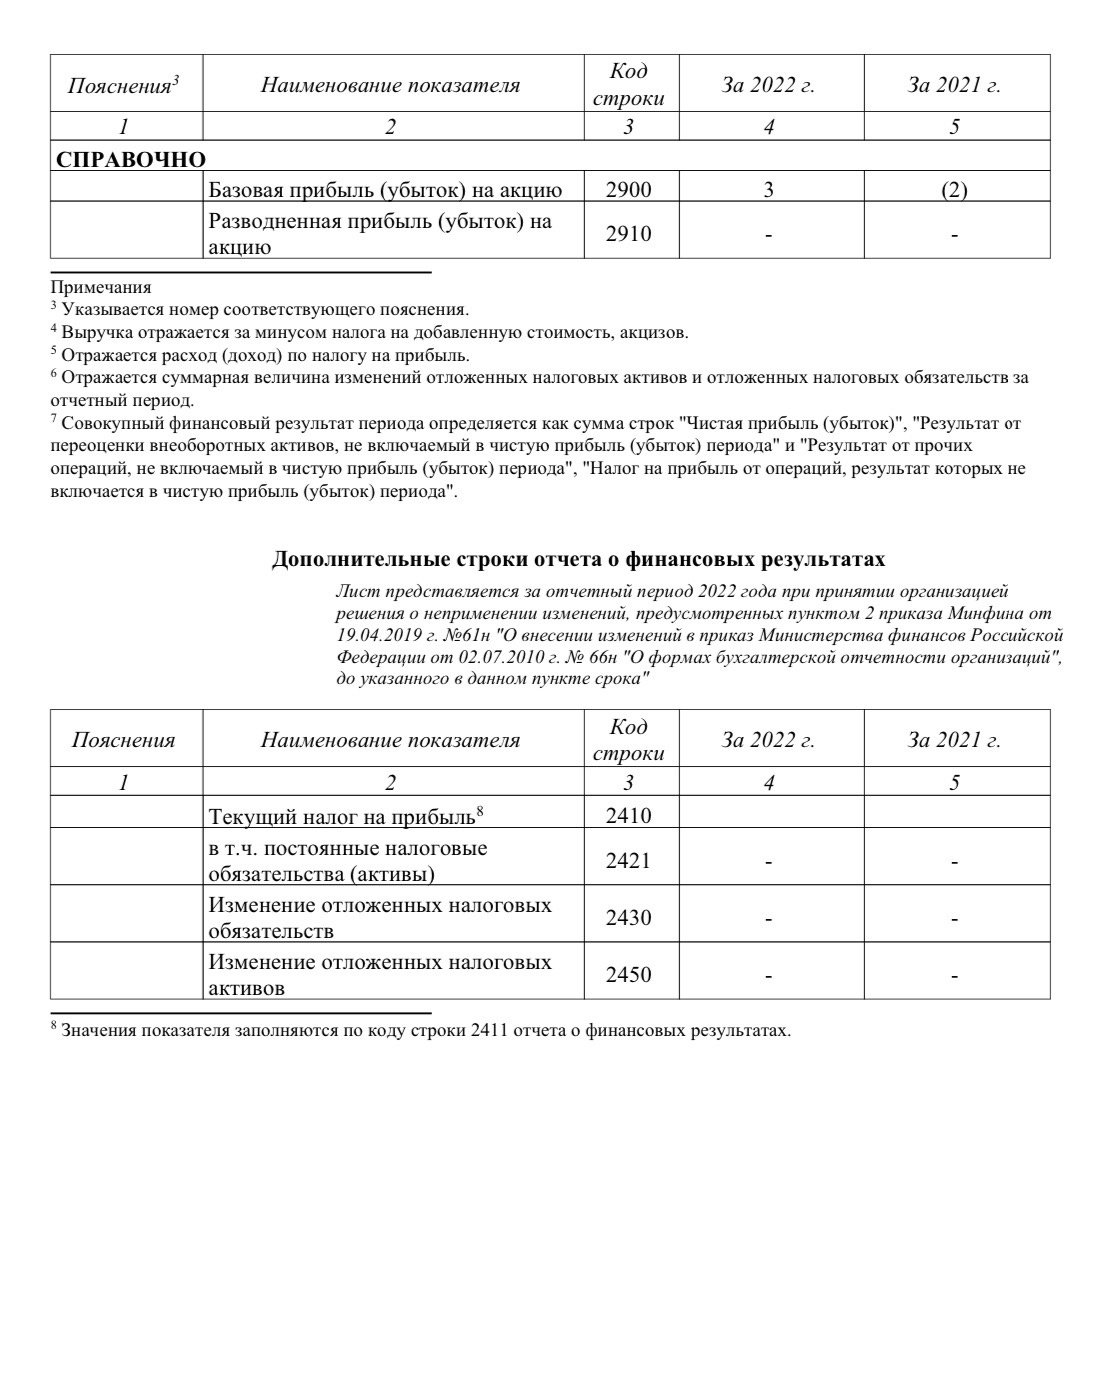 Пояснения³ Наименование показателя Код строки За 2022 г. За 2021 г.
1 2 3 4 5
СПРАВОЧНО
Базовая прибыль (убыток) на акцию 2900 3 (2)
Разводненная прибыль (убыток) на
акцию 2910 - -
Примечания
³ Указывается номер соответствующего пояснения.
⁴ Выручка отражается за минусом налога на добавленную стоимость, акцизов.
⁵ Отражается расход (доход) по налогу на прибыль.
⁶ Отражается суммарная величина изменений отложенных налоговых активов и отложенных налоговых обязательств за
отчетный период.
⁷ Совокупный финансовый результат периода определяется как сумма строк "Чистая прибыль (убыток)", "Результат от
переоценки внеоборотных активов, не включаемый в чистую прибыль (убыток) периода" и "Результат от прочих
операций, не включаемый в чистую прибыль (убыток) периода", "Налог на прибыль от операций, результат которых не
включается в чистую прибыль (убыток) периода".
Дополнительные строки отчета о финансовых результатах
Лист представляется за отчетный период 2022 года при принятии организацией
решения о неприменении изменений, предусмотренных пунктом 2 приказа Минфина от
19.04.2019 г. №61н "О внесении изменений в приказ Министерства финансов Российской
Федерации от 02.07.2010 г. № 66н "О формах бухгалтерской отчетности организаций",
до указанного в данном пункте срока"
Пояснения Наименование показателя Код строки За 2022 г. За 2021 г.
1 2 3 4 5
Текущий налог на прибыль⁸ 2410
в т.ч. постоянные налоговые
обязательства (активы) 2421 - -
Изменение отложенных налоговых
обязательств 2430 - -
Изменение отложенных налоговых
активов 2450 - -
⁸ Значения показателя заполняются по коду строки 2411 отчета о финансовых результатах.